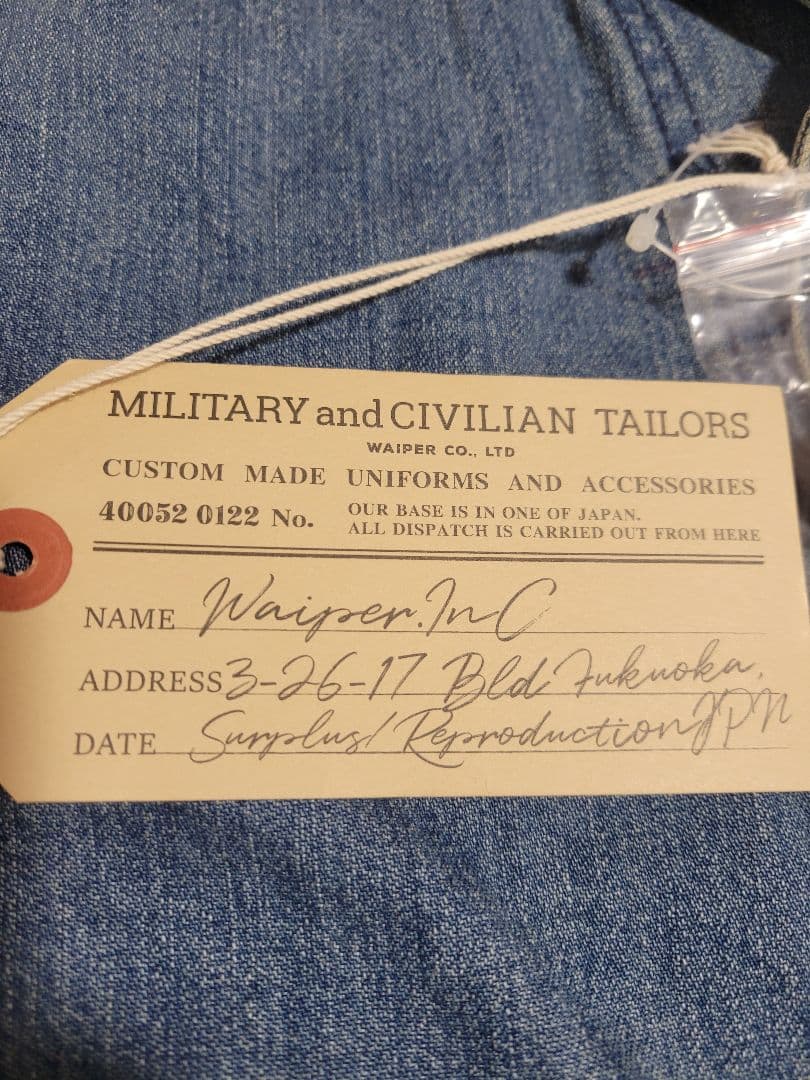 MILITARY and CIVILIAN TAILORS
WAIPER CO., LTD
CUSTOM MADE UNIFORMS AND ACCESSORIES
40052 0122 No.
OUR BASE IS IN ONE OF JAPAN.
ALL DISPATCH IS CARRIED OUT FROM HERE
NAME Waiper.InC
ADDRESS 3-26-17 Bld Fukuoka,
DATE Surplus/ReproductionJPN